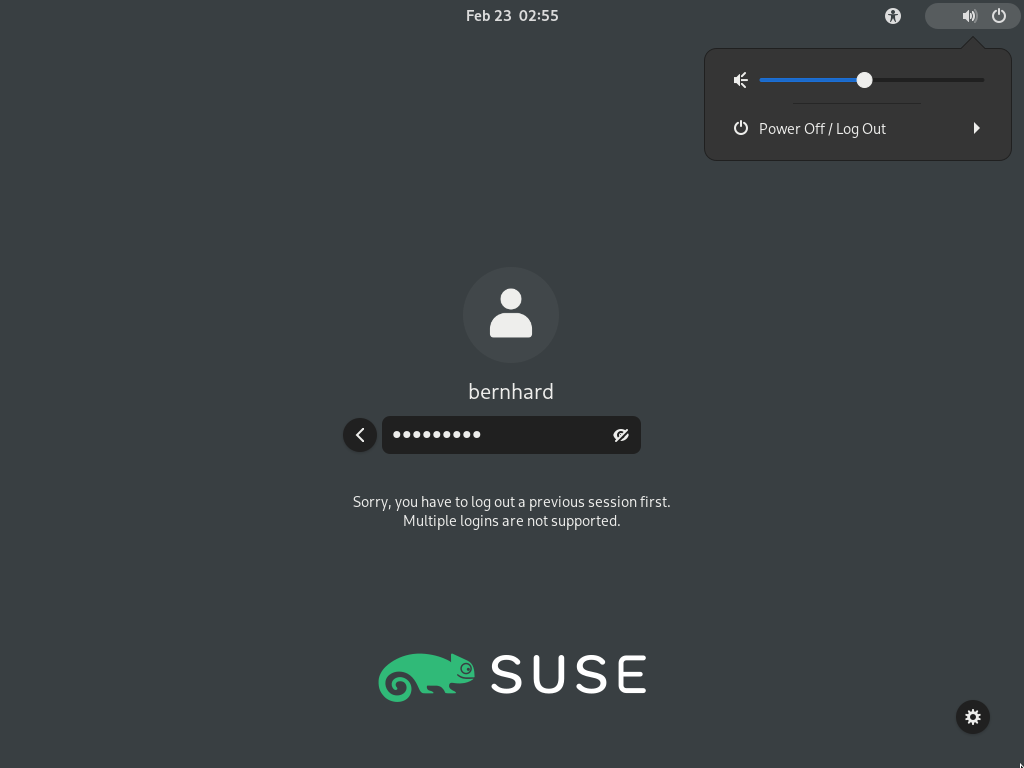 Feb 23 02:55
Power Off / Log Out
bernhard
Sorry, you have to log out a previous session first.
Multiple logins are not supported.
SUSE